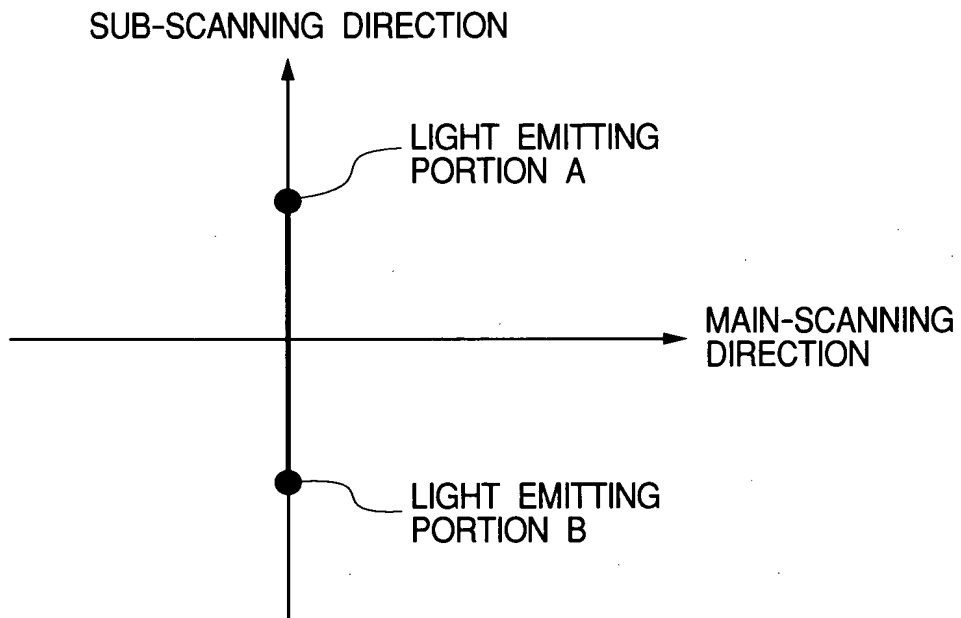 SUB-SCANNING DIRECTION
LIGHT EMITTING
PORTION A
MAIN-SCANNING
DIRECTION
LIGHT EMITTING
PORTION B